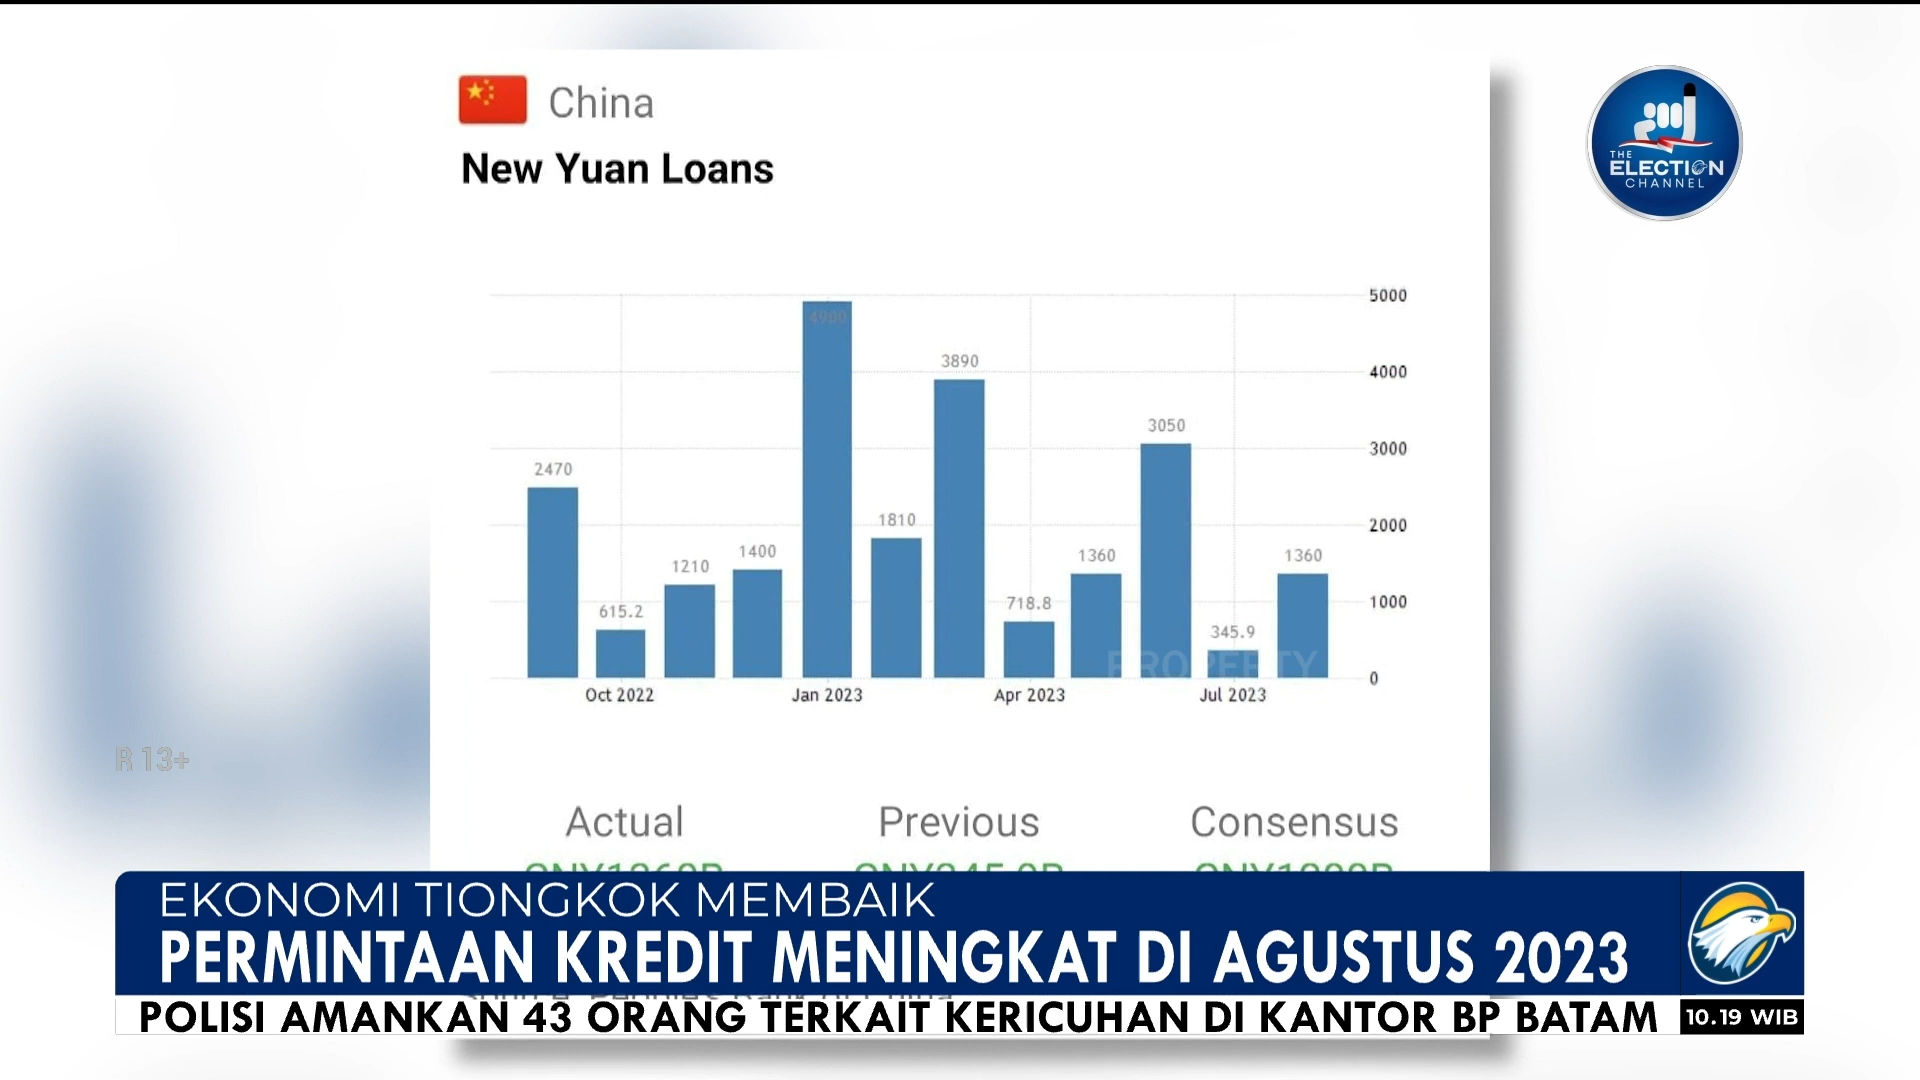 China
New Yuan Loans
THE
ELECTION
CHANNEL
5000
4900
3890
4000
3050
3000
2470
1810
2000
1400
1210
1360
1360
615.2
718.8
1000
345.9
PROPERTY
0
Oct 2022 Jan 2023 Apr 2023 Jul 2023
R 13+
Actual Previous Consensus
EKONOMI TIONGKOK MEMBAIK
PERMINTAAN KREDIT MENINGKAT DI AGUSTUS 2023
POLISI AMANKAN 43 ORANG TERKAIT KERICUHAN DI KANTOR BP BATAM
10.19 WIB